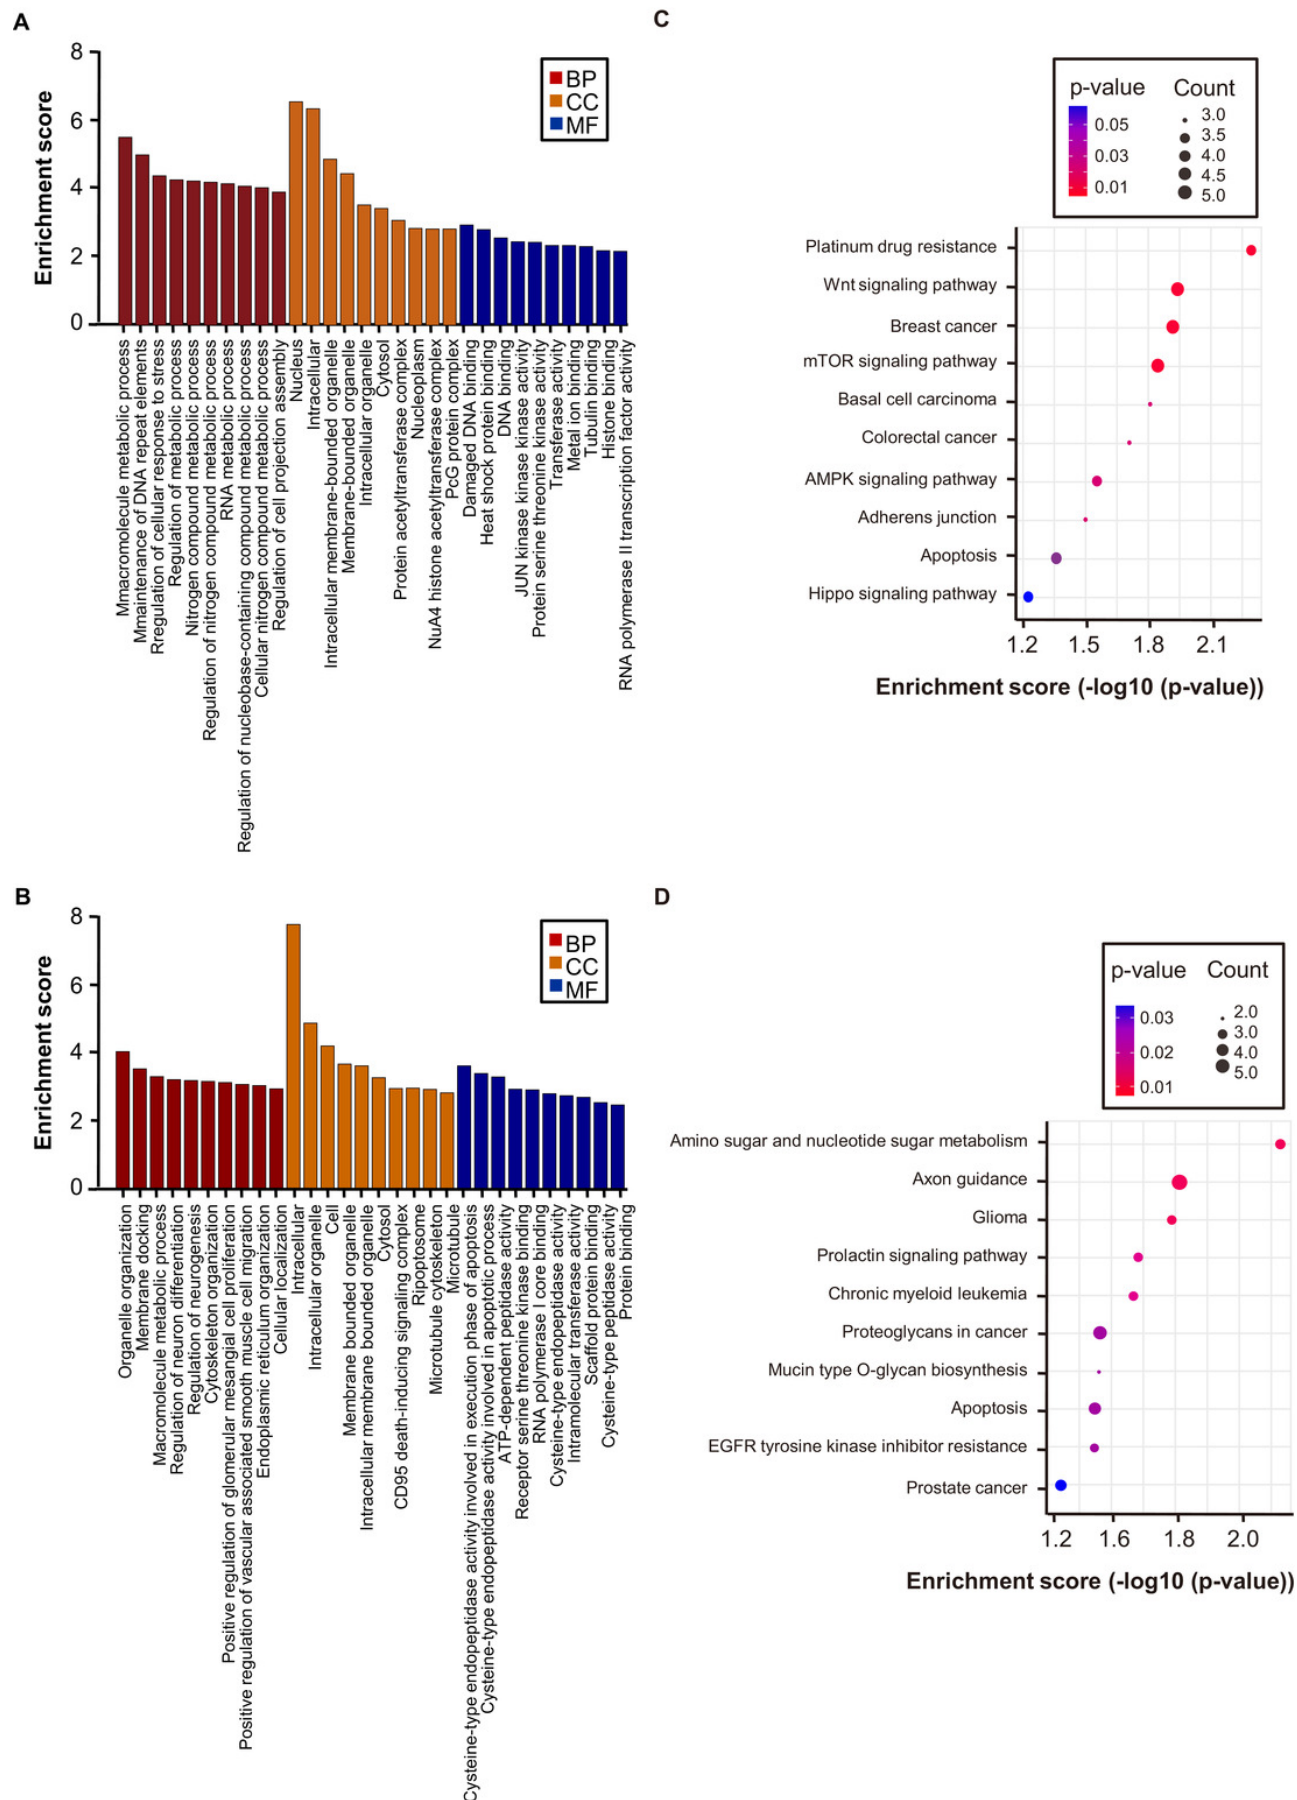 A
Enrichment score
8
6
4
2
0
BP
CC
MF
Mmacromolecule metabolic process
Mmaintenance of DNA repeat elements
Rregulation of cellular response to stress
Regulation of metabolic process
Nitrogen compound metabolic process
Regulation of nitrogen compound metabolic process
RNA metabolic process
Regulation of nucleobase-containing compound metabolic process
Cellular nitrogen compound metabolic process
Regulation of cell projection assembly
Nucleus
Intracellular
Intracellular membrane-bounded organelle
Membrane-bounded organelle
Intracellular organelle
Cytosol
Protein acetyltransferase complex
Nucleoplasm
NuA4 histone acetyltransferase complex
PcG protein complex
Damaged DNA binding
Heat shock protein binding
DNA binding
JUN kinase kinase activity
Protein serine threonine kinase activity
Transferase activity
Metal ion binding
Tubulin binding
Histone binding
RNA polymerase II transcription factor activity
C
p-value
0.05
0.03
0.01
Count
3.0
3.5
4.0
4.5
5.0
Platinum drug resistance
Wnt signaling pathway
Breast cancer
mTOR signaling pathway
Basal cell carcinoma
Colorectal cancer
AMPK signaling pathway
Adherens junction
Apoptosis
Hippo signaling pathway
1.2 1.5 1.8 2.1
Enrichment score (-log10 (p-value))
B
Enrichment score
8
6
4
2
0
BP
CC
MF
Organelle organization
Membrane docking
Macromolecule metabolic process
Regulation of neuron differentiation
Regulation of neurogenesis
Cytoskeleton organization
Positive regulation of glomerular mesangial cell proliferation
Positive regulation of vascular associated smooth muscle cell migration
Endoplasmic reticulum organization
Cellular localization
Intracellular
Intracellular organelle
Cell
Membrane bounded organelle
Intracellular membrane bounded organelle
Cytosol
CD95 death-inducing signaling complex
Ripoptosome
Microtubule cytoskeleton
Microtubule
Cysteine-type endopeptidase activity involved in execution phase of apoptosis
Cysteine-type endopeptidase activity involved in apoptotic process
ATP-dependent peptidase activity
Receptor serine threonine kinase binding
RNA polymerase I core binding
Cysteine-type endopeptidase activity
Intramolecular transferase activity
Scaffold protein binding
Cysteine-type peptidase activity
Protein binding
D
p-value
0.03
0.02
0.01
Count
2.0
3.0
4.0
5.0
Amino sugar and nucleotide sugar metabolism
Axon guidance
Glioma
Prolactin signaling pathway
Chronic myeloid leukemia
Proteoglycans in cancer
Mucin type O-glycan biosynthesis
Apoptosis
EGFR tyrosine kinase inhibitor resistance
Prostate cancer
1.2 1.6 1.8 2.0
Enrichment score (-log10 (p-value))